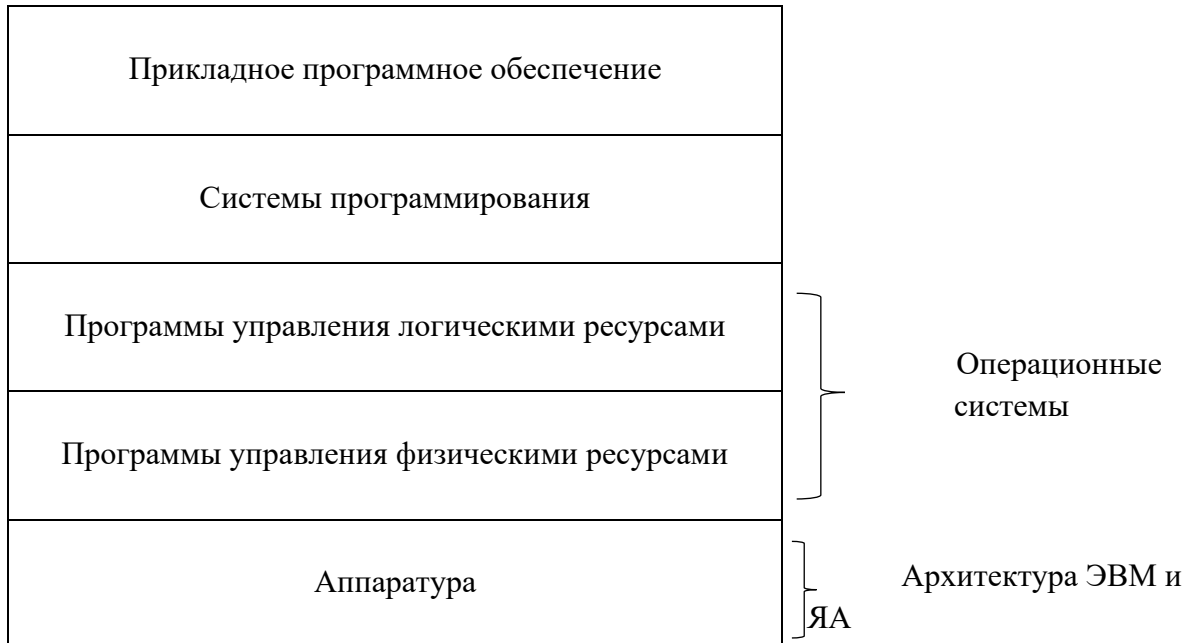 Прикладное программное обеспечение
Системы программирования
Программы управления логическими ресурсами
Программы управления физическими ресурсами
Операционные
системы
Аппаратура
Архитектура ЭВМ и
ЯА